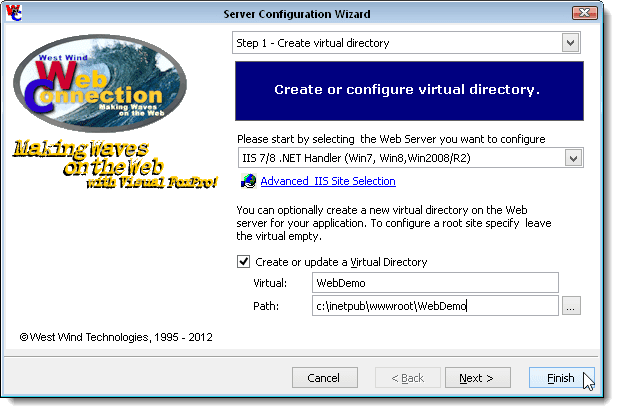 Server Configuration Wizard
West Wind
Web
Connection
Making Waves
on the Web
Making Waves
on the Web
with Visual FoxPro!
Step 1 - Create virtual directory
Create or configure virtual directory.
Please start by selecting the Web Server you want to configure
IIS 7/8 .NET Handler (Win7, Win8,Win2008/R2)
Advanced IIS Site Selection
You can optionally create a new virtual directory on the Web
server for your application. To configure a root site specify leave
the virtual empty.
Create or update a Virtual Directory
Virtual: WebDemo
Path: c:\inetpub\wwwroot\WebDemo
...
© West Wind Technologies, 1995 - 2012
Cancel < Back Next > Finish